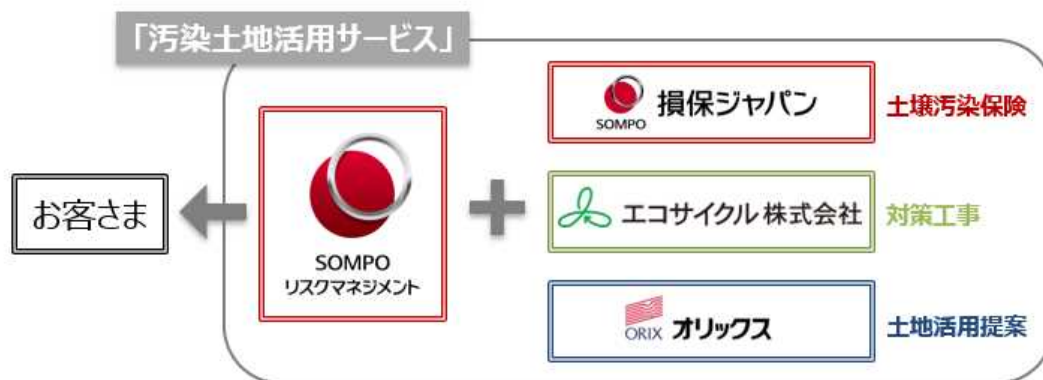 「汚染土地活用サービス」
お客さま
SOMPO
リスクマネジメント
SOMPO 損保ジャパン
土壌汚染保険
エコサイクル 株式会社
対策工事
ORIX オリックス
土地活用提案